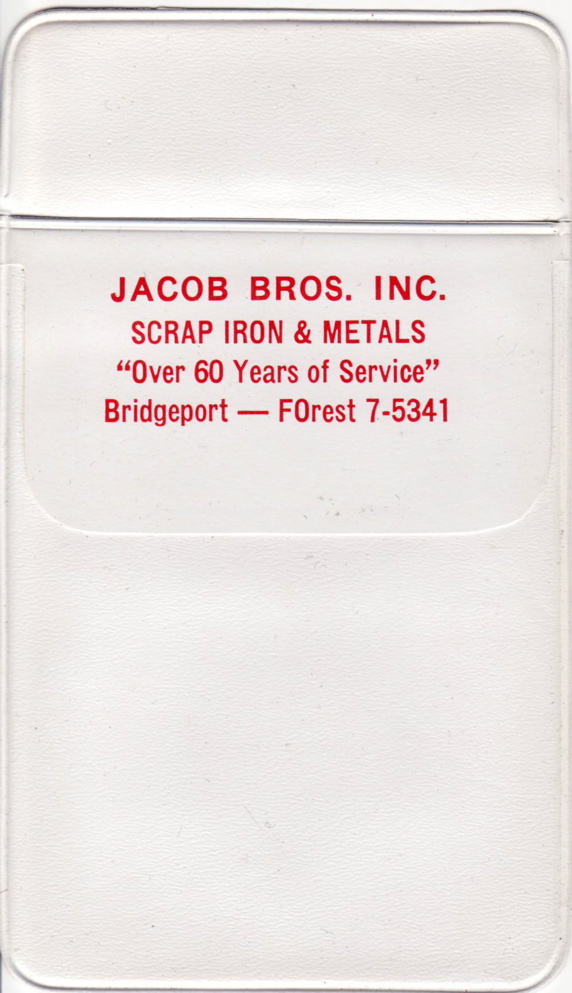 JACOB BROS. INC.
SCRAP IRON & METALS
“Over 60 Years of Service”
Bridgeport — FOrest 7-5341